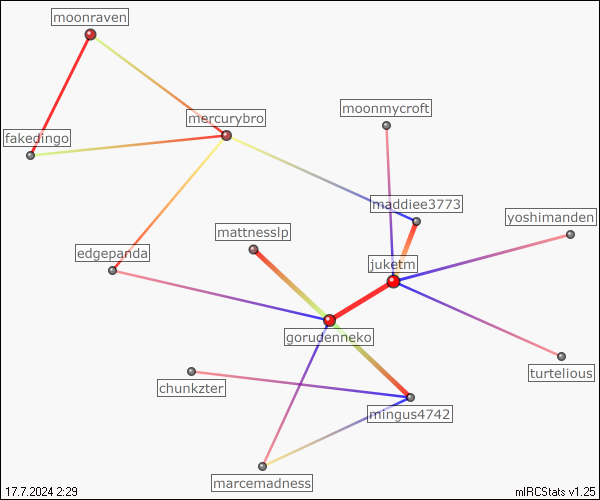 moonraven
mercurybro
moonmycroft
fakedingo
maddiee3773
yoshimanden
mattnesslp
edgepanda
juketm
gorudenneko
turtelious
chunkzter
mingus4742
marcemadness
17.7.2024 2:29
mIRCStats v1.25